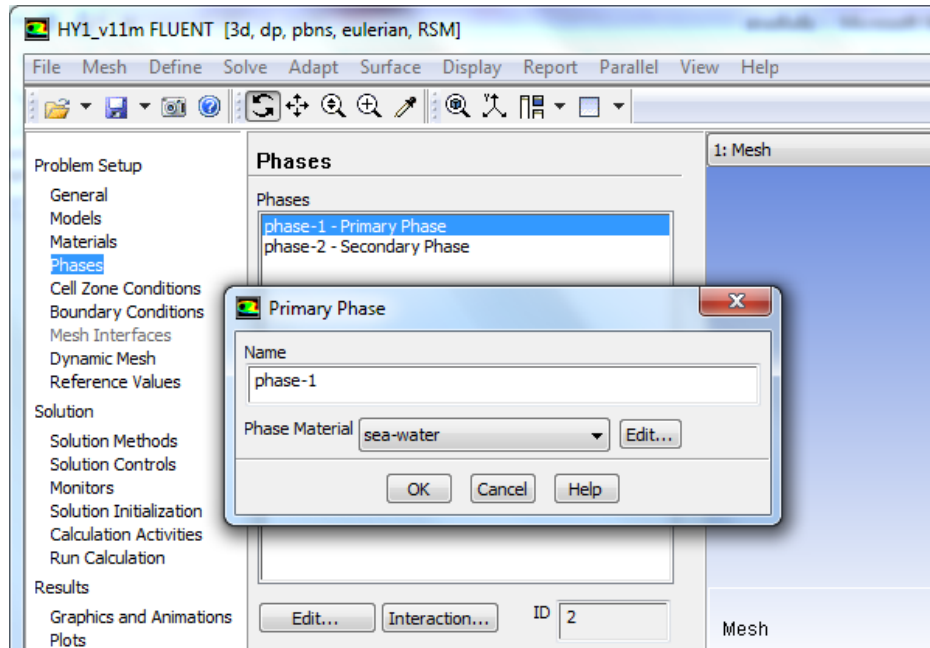 HY1_v11m FLUENT [3d, dp, pbns, eulerian, RSM]
File Mesh Define Solve Adapt Surface Display Report Parallel View Help
Problem Setup
General
Models
Materials
Phases
Cell Zone Conditions
Boundary Conditions
Mesh Interfaces
Dynamic Mesh
Reference Values
Solution
Solution Methods
Solution Controls
Monitors
Solution Initialization
Calculation Activities
Run Calculation
Results
Graphics and Animations
Plots
Phases
Phases
phase-1 - Primary Phase
phase-2 - Secondary Phase
Primary Phase
Name
phase-1
Phase Material sea-water Edit...
OK Cancel Help
Edit... Interaction... ID 2
1: Mesh
Mesh